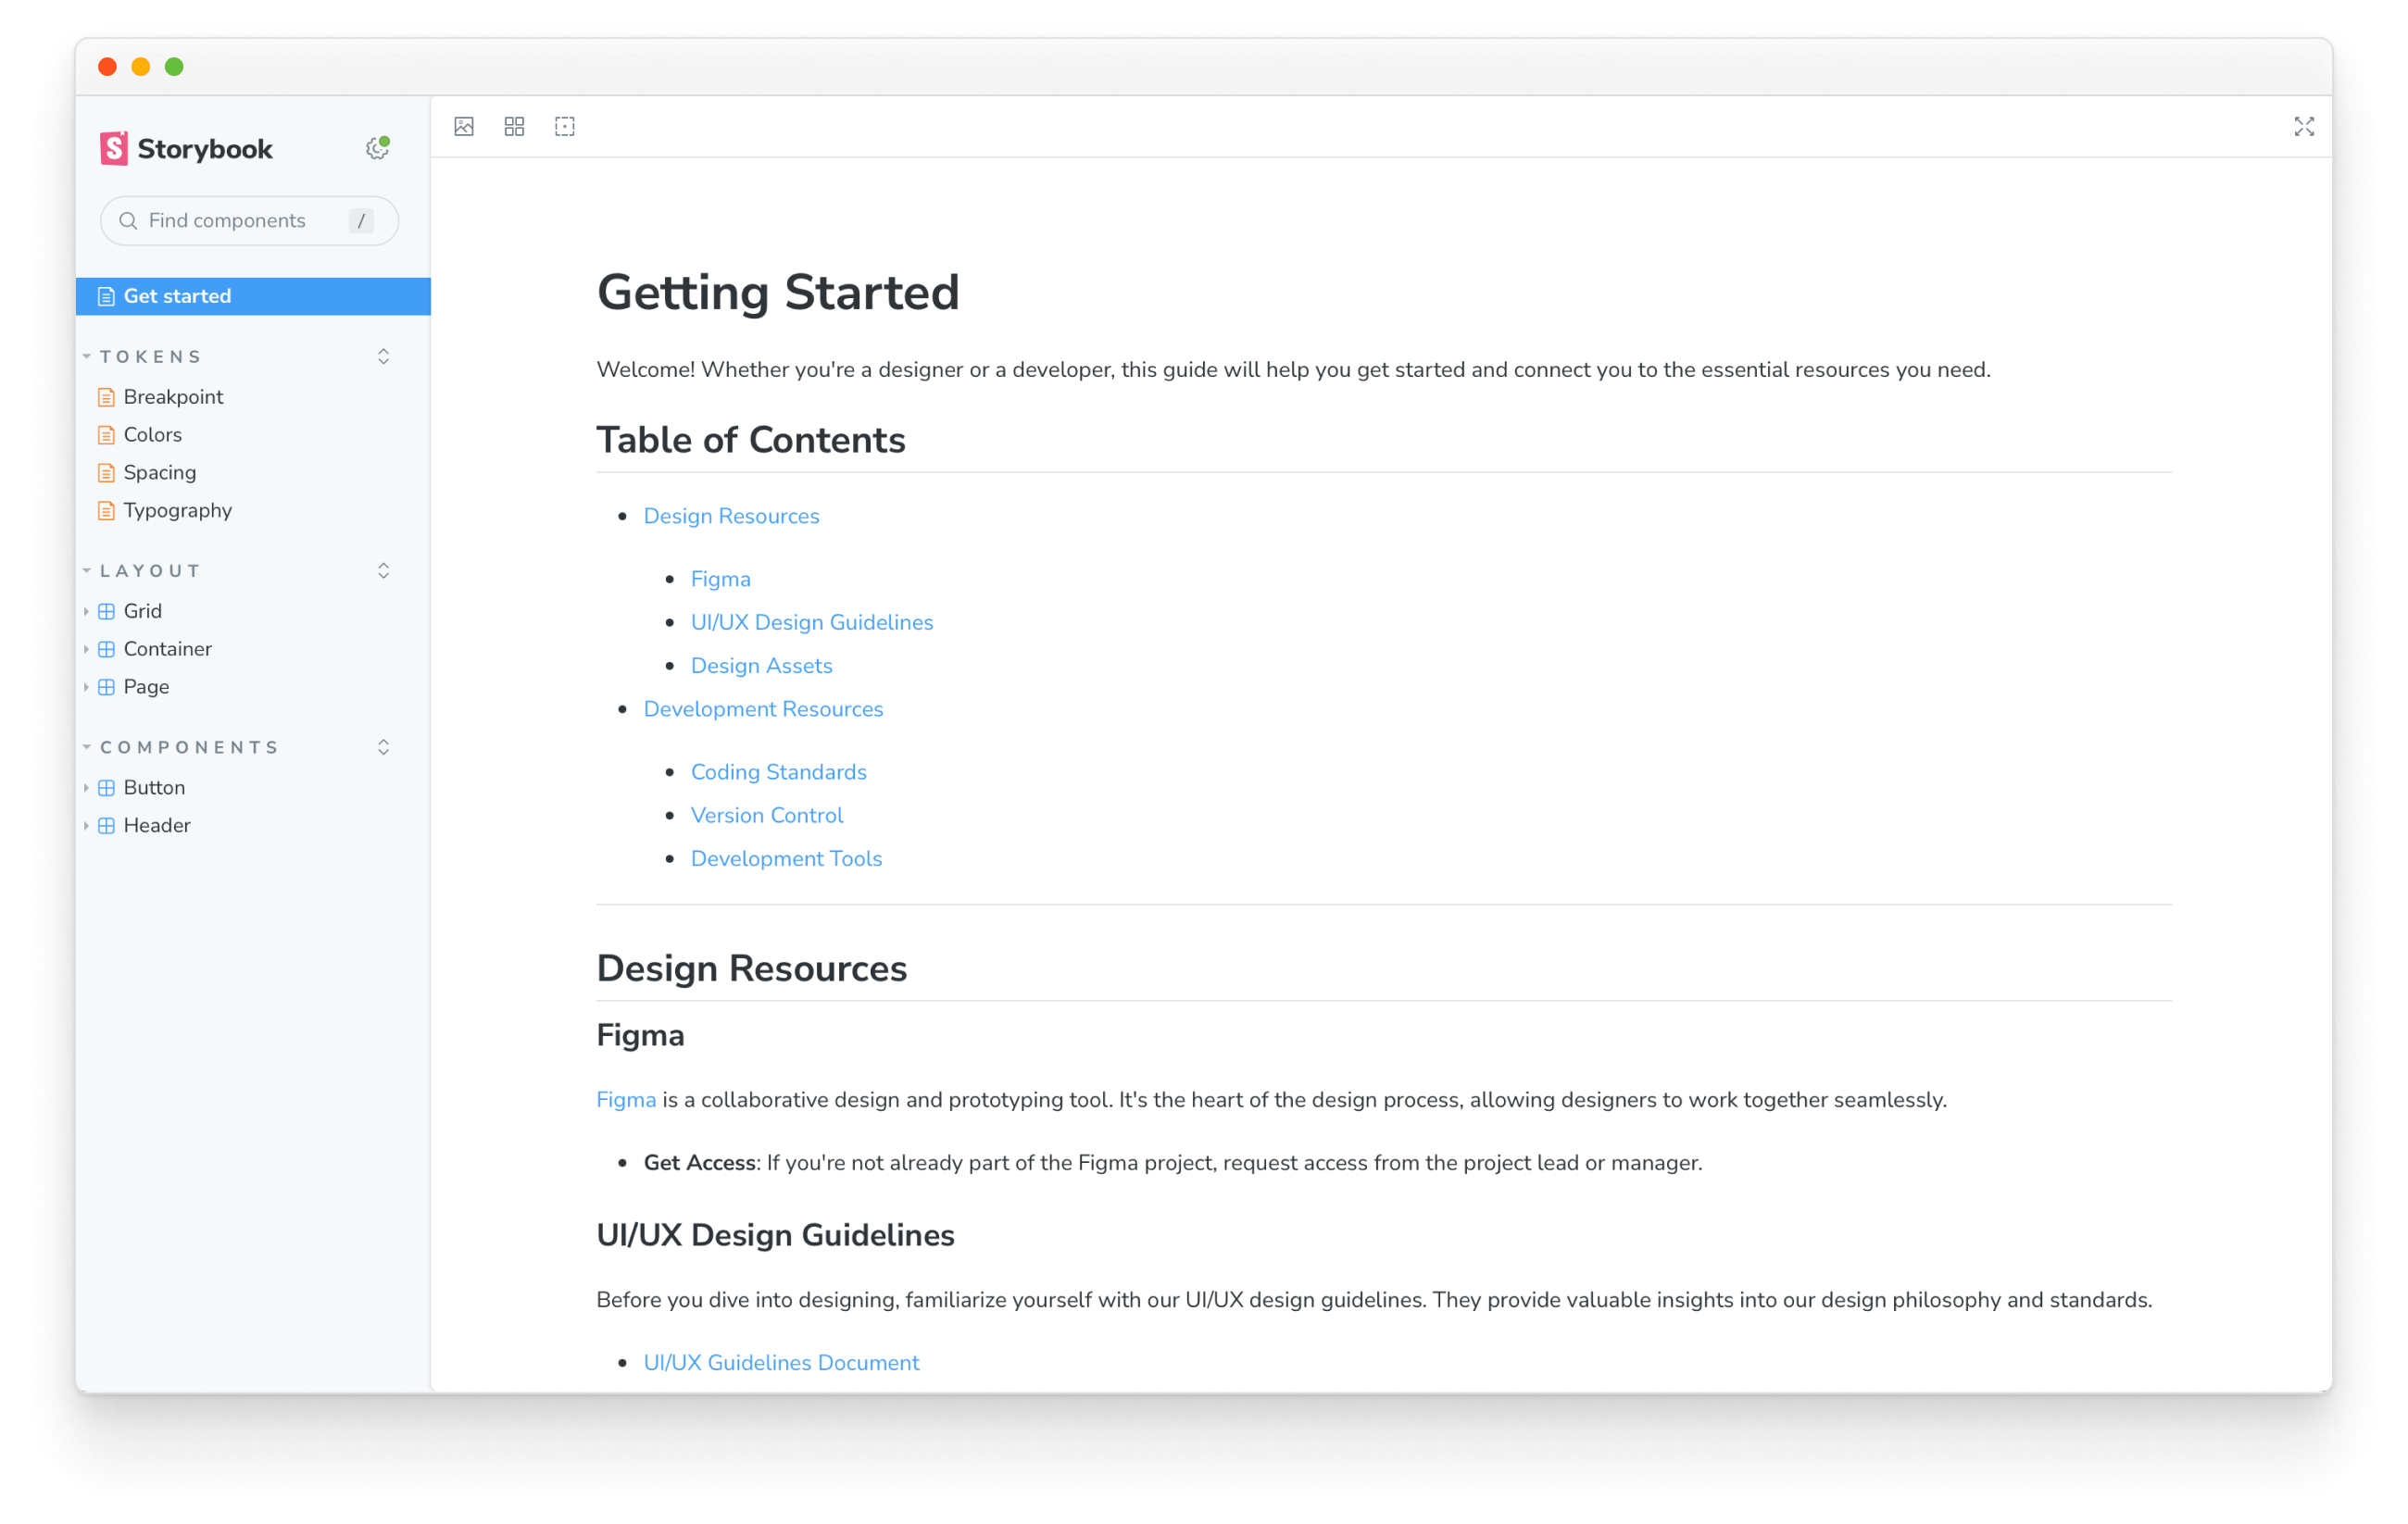 Storybook
Find components /
Get started
TOKENS
Breakpoint
Colors
Spacing
Typography
LAYOUT
Grid
Container
Page
COMPONENTS
Button
Header
Getting Started
Welcome! Whether you're a designer or a developer, this guide will help you get started and connect you to the essential resources you need.
Table of Contents
Design Resources
Figma
UI/UX Design Guidelines
Design Assets
Development Resources
Coding Standards
Version Control
Development Tools
Design Resources
Figma
Figma is a collaborative design and prototyping tool. It's the heart of the design process, allowing designers to work together seamlessly.
Get Access: If you're not already part of the Figma project, request access from the project lead or manager.
UI/UX Design Guidelines
Before you dive into designing, familiarize yourself with our UI/UX design guidelines. They provide valuable insights into our design philosophy and standards.
UI/UX Guidelines Document